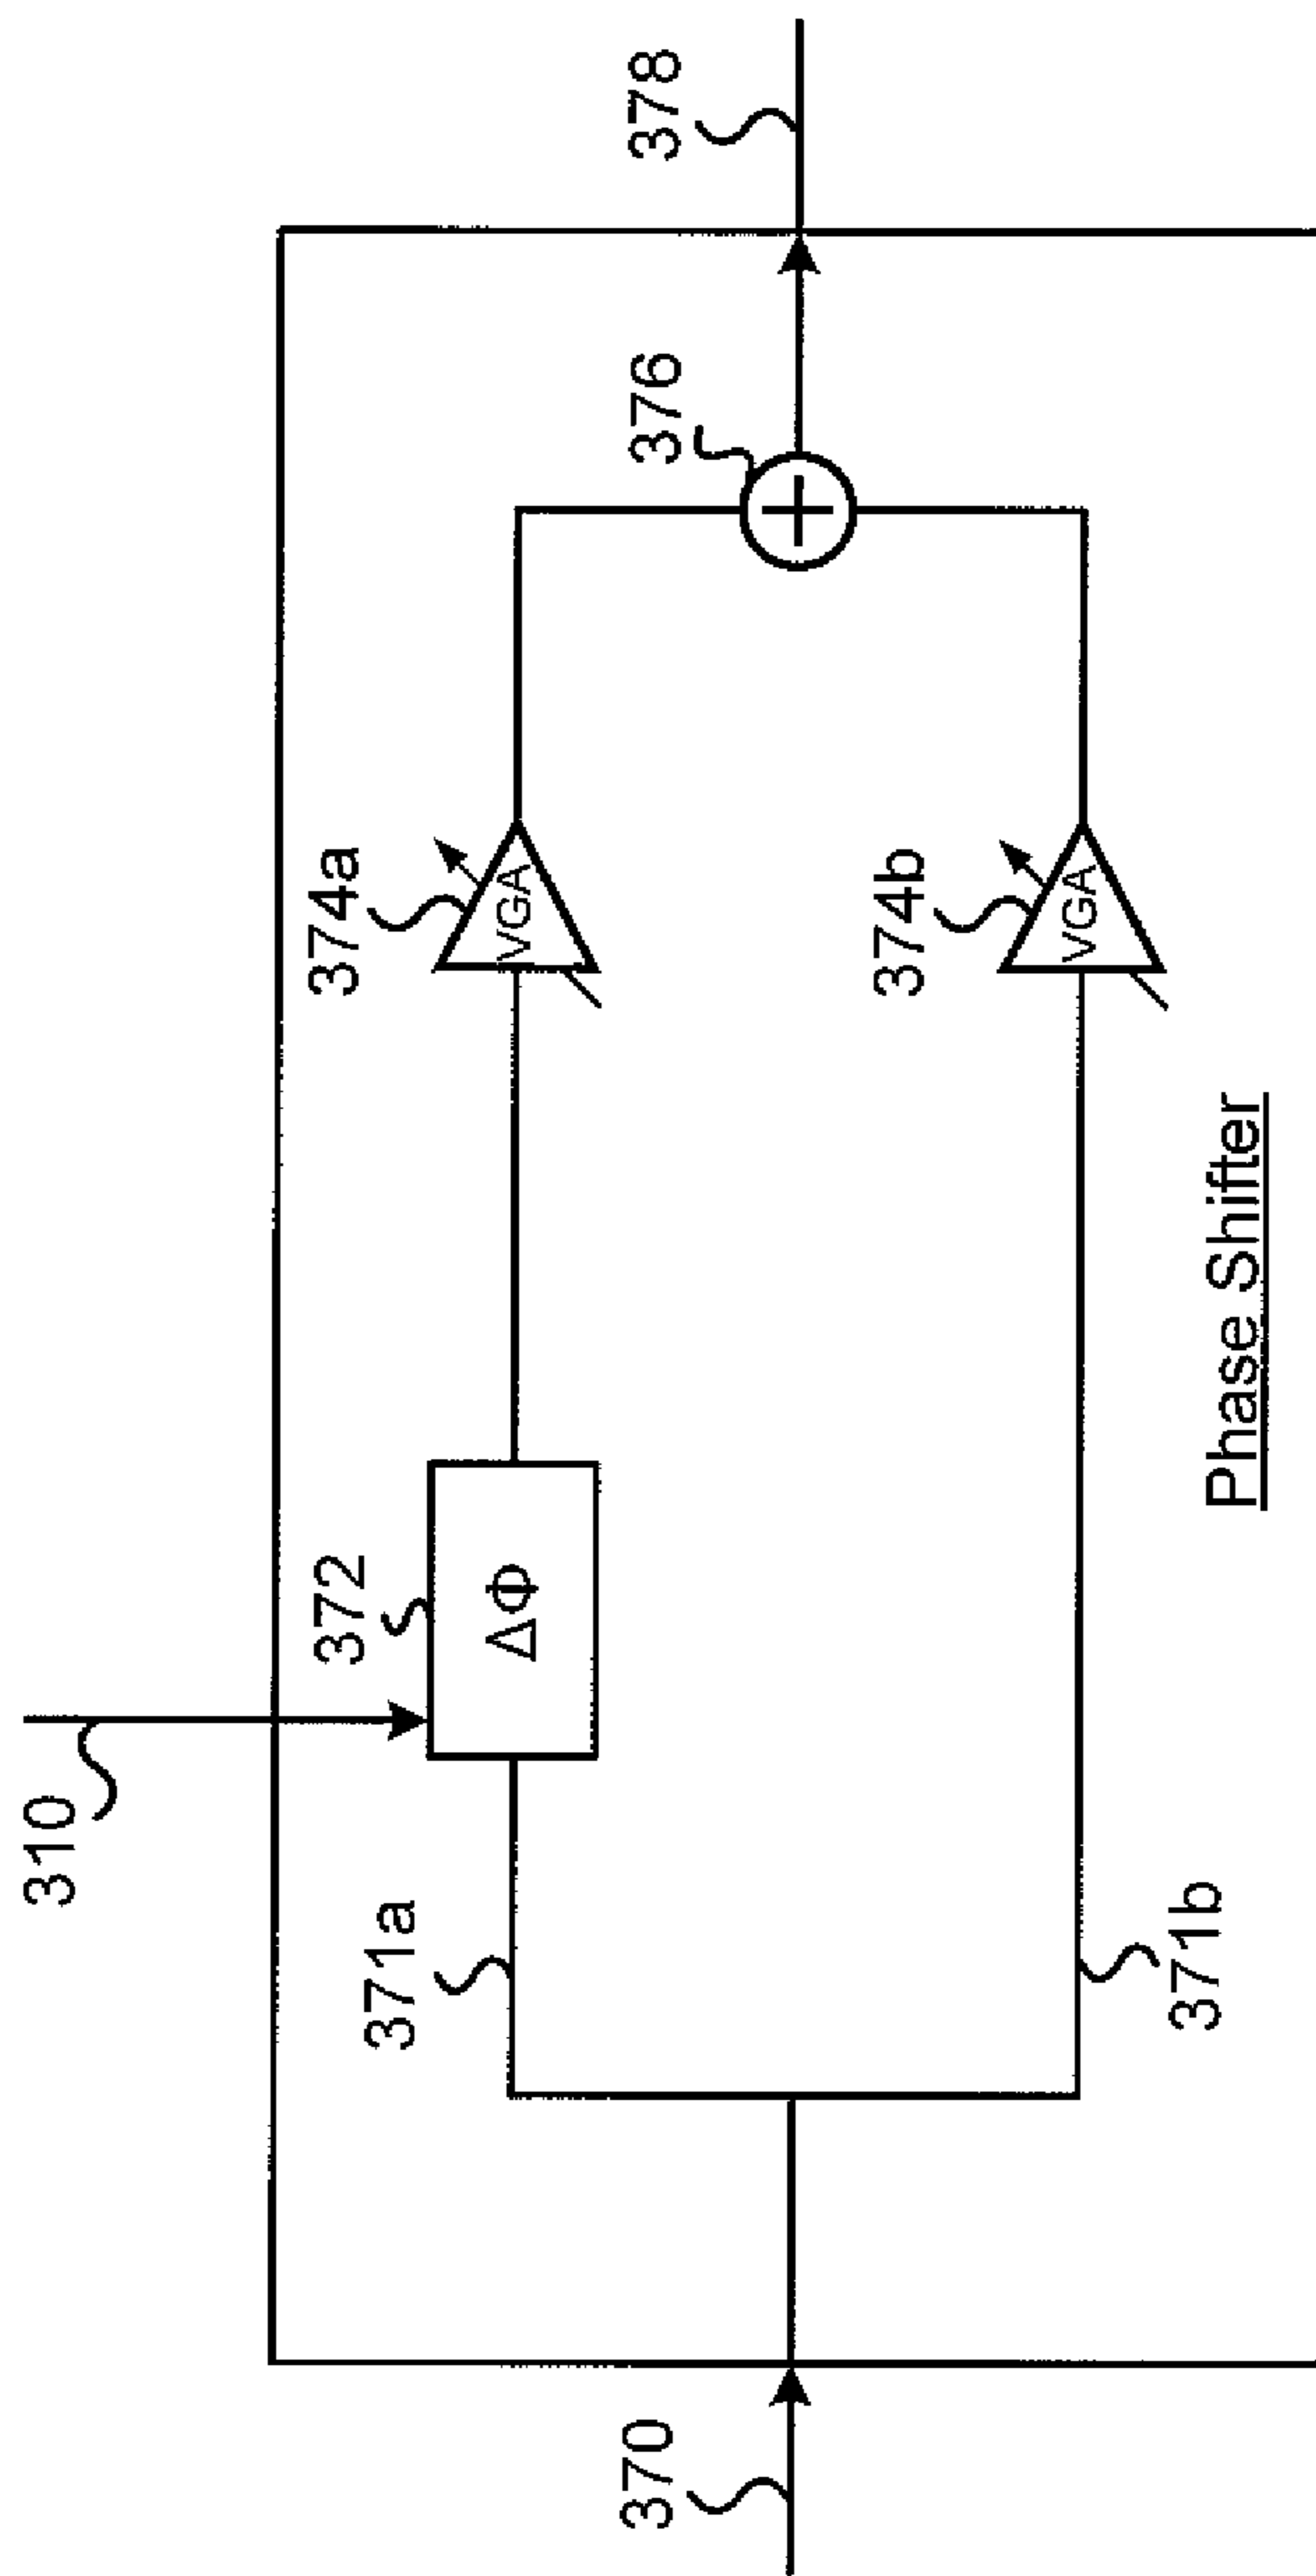 310
371a
372
374a
ΔΦ
VGA
370
376
378
374b
VGA
371b
Phase Shifter